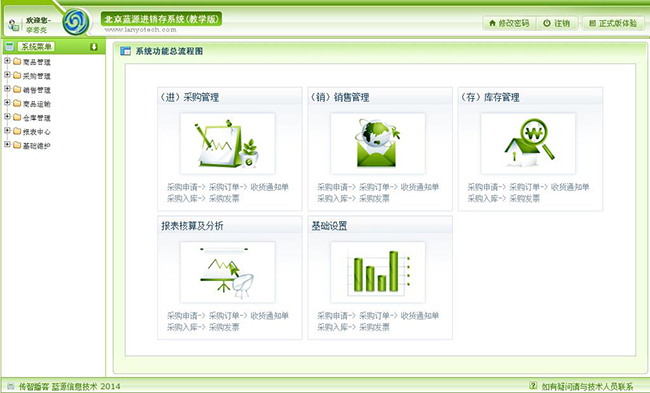 欢迎您-
北京蓝源进销存系统(教学版)
www.lanyotech.com
修改密码
注销
正式版体验
系统菜单
商品管理
采购管理
销售管理
商品运输
仓库管理
报表中心
基础维护
系统功能总流程图
（进）采购管理
采购申请-> 采购订单-> 收货通知单
采购入库-> 采购发票
（销）销售管理
采购申请-> 采购订单-> 收货通知单
采购入库-> 采购发票
（存）库存管理
采购申请-> 采购订单-> 收货通知单
采购入库-> 采购发票
报表核算及分析
采购申请-> 采购订单-> 收货通知单
采购入库-> 采购发票
基础设置
采购申请-> 采购订单-> 收货通知单
采购入库-> 采购发票
传智播客 蓝源信息技术 2014
如有疑问请与技术人员联系